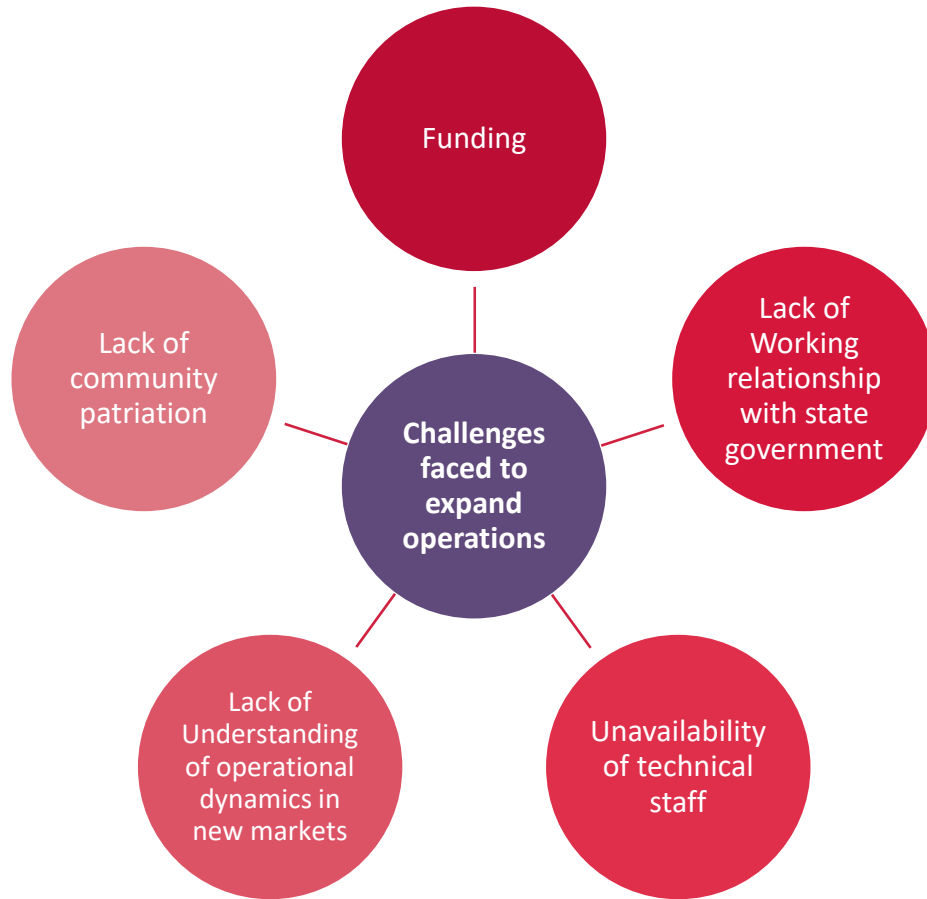 Funding
Lack of
Working
relationship
with state
government
Unavailability
of technical
staff
Lack of
Understanding
of operational
dynamics in
new markets
Lack of
community
patriation
Challenges
faced to
expand
operations